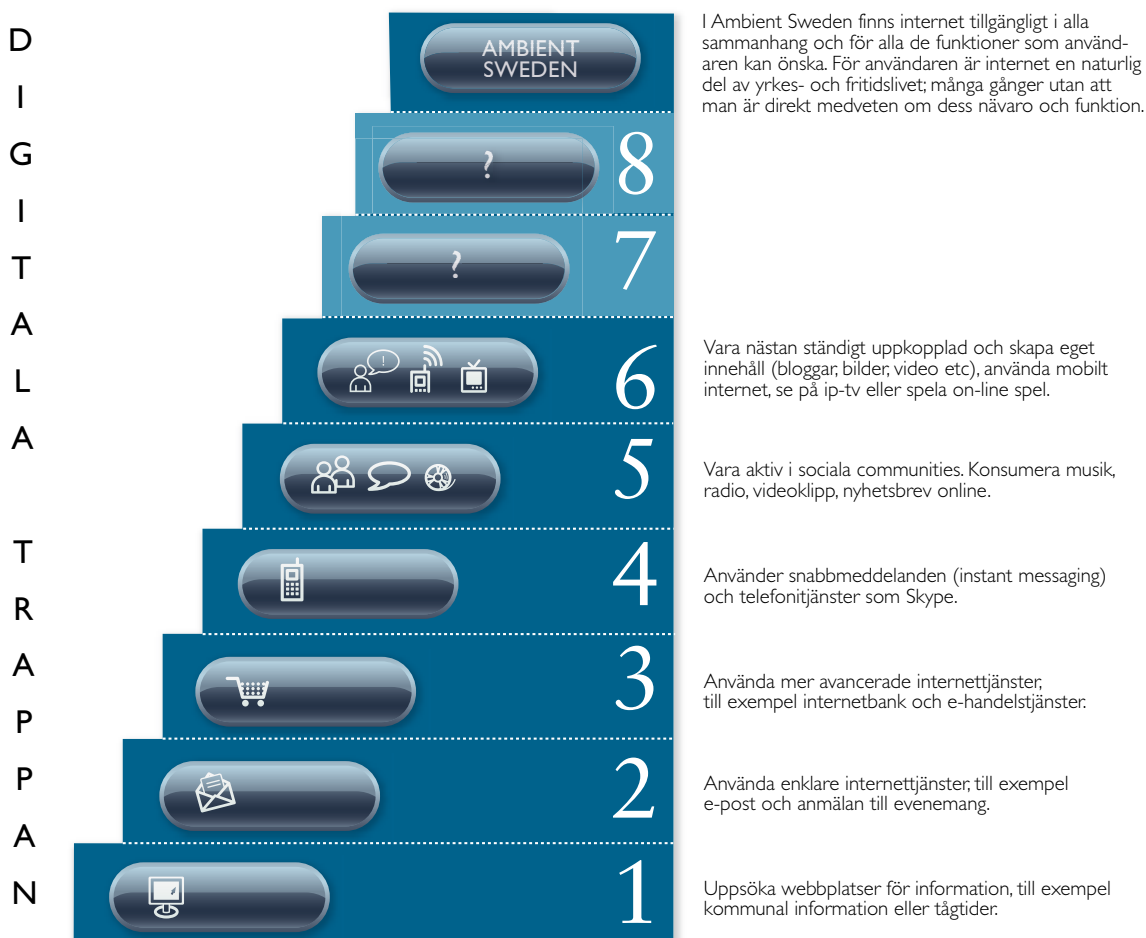 DIGITALA TRAPPAN
AMBIENT
SWEDEN
I Ambient Sweden finns internet tillgängligt i alla
sammanhang och för alla de funktioner som använd-
aren kan önska. För användaren är internet en naturlig
del av yrkes- och fritidslivet; många gånger utan att
man är direkt medveten om dess nävaro och funktion.
?
8
?
7
!
6
Vara nästan ständigt uppkopplad och skapa eget
innehåll (bloggar, bilder, video etc), använda mobilt
internet, se på ip-tv eller spela on-line spel.
5
Vara aktiv i sociala communities. Konsumera musik,
radio, videoklipp, nyhetsbrev online.
4
Använder snabbmeddelanden (instant messaging)
och telefonitjänster som Skype.
3
Använda mer avancerade internettjänster,
till exempel internetbank och e-handelstjänster.
2
Använda enklare internettjänster, till exempel
e-post och anmälan till evenemang.
1
Uppsöka webbplatser för information, till exempel
kommunal information eller tågtider.